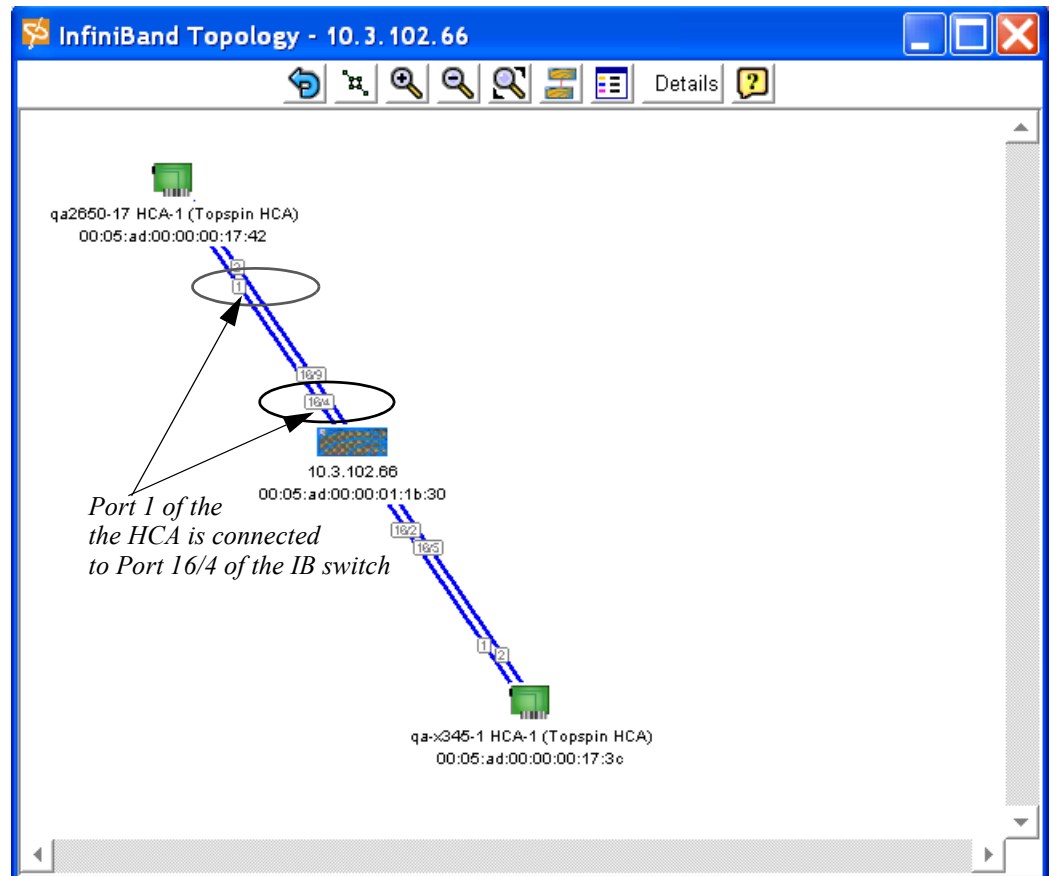 InfiniBand Topology - 10.3.102.66
Details
?
qa2650-17 HCA-1 (Topspin HCA)
00:05:ad:00:00:00:17:42
2
1
16/9
16/4
10.3.102.66
00:05:ad:00:00:01:1b:30
Port 1 of the
the HCA is connected
to Port 16/4 of the IB switch
16/2
16/5
1
2
qa-x345-1 HCA-1 (Topspin HCA)
00:05:ad:00:00:00:17:3c